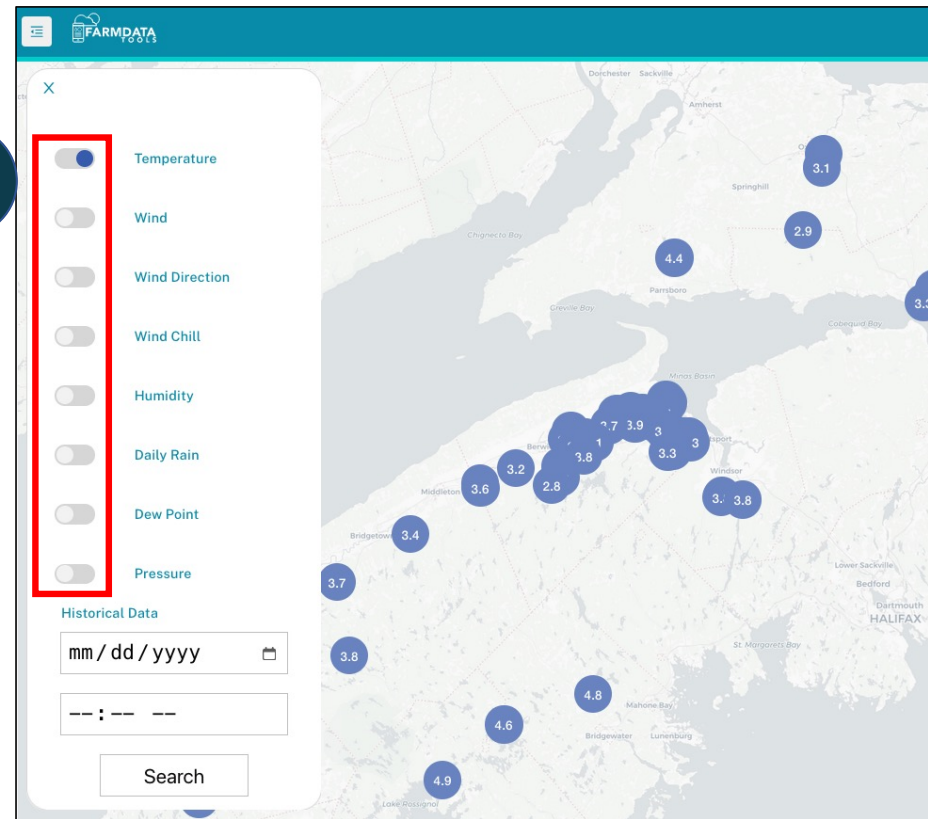 FARMDATA
TOOLS
X
Temperature
Wind
Wind Direction
Wind Chill
Humidity
Daily Rain
Dew Point
Pressure
Historical Data
mm/dd/yyyy
--:-- --
Search
Dorchester Sackville
Amherst
3.1
Springhill
2.9
Chignecto Bay
4.4
Parrsboro
Greville Bay
Cobequid Bay
Minas Basin
3.9
3
3
3.3
3.8
3.2
Windsor
Middleton
3.6
2.8
3.8
Bridgetown
3.4
Lower Sackville
3.7
Bedford
Dartmouth
HALIFAX
3.8
St. Margarets Bay
4.8
Mahone Bay
4.6
Bridgewater Lunenburg
4.9
Lake Rossignol